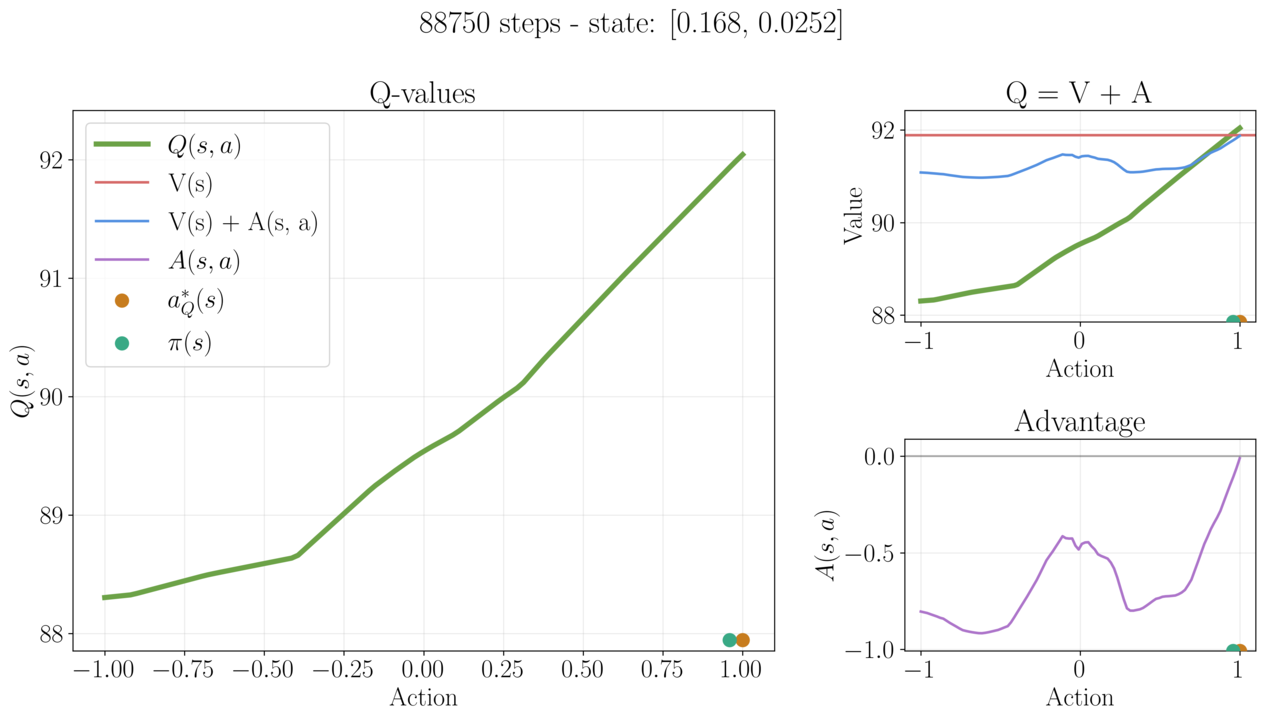 88750 steps - state: [0.168, 0.0252]
Q-values
Q(s, a)
V(s)
V(s) + A(s, a)
A(s, a)
a*Q(s)
π(s)
Q(s, a)
92
91
90
89
88
−1.00 −0.75 −0.50 −0.25 0.00 0.25 0.50 0.75 1.00
Action
Q = V + A
Value
92
90
88
−1 0 1
Action
Advantage
A(s, a)
0.0
−0.5
−1.0
−1 0 1
Action